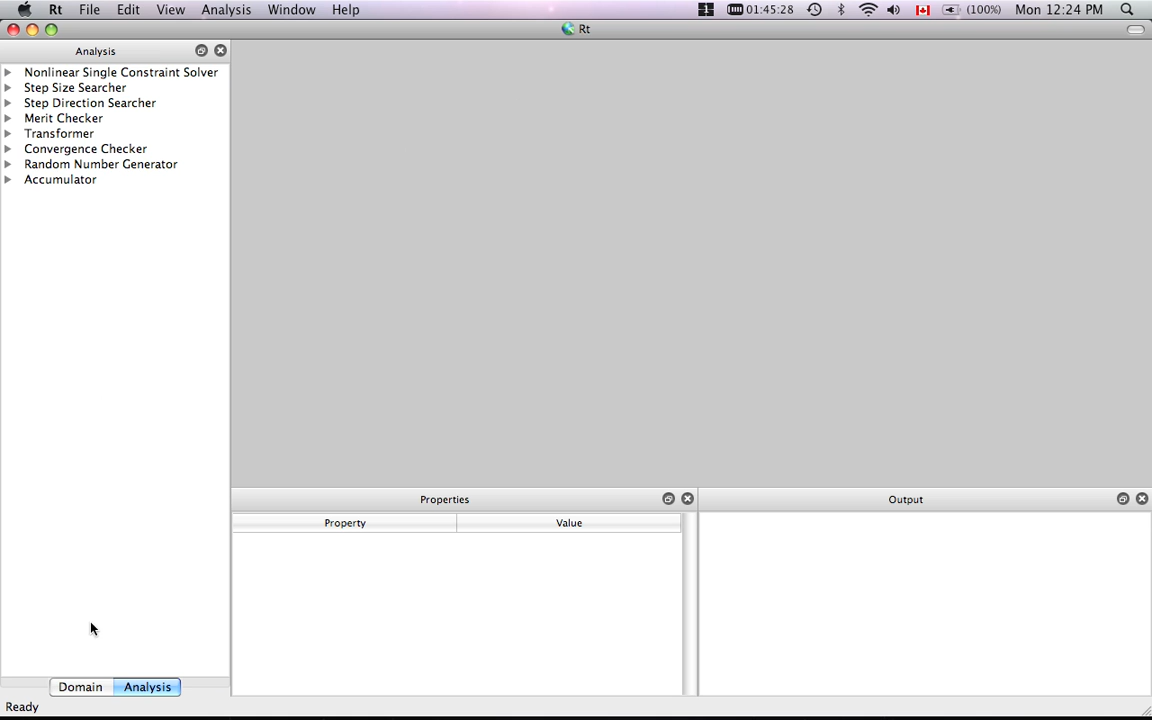 Rt File Edit View Analysis Window Help 1 01:45:28 (100%) Mon 12:24 PM
Rt
Analysis
Nonlinear Single Constraint Solver
Step Size Searcher
Step Direction Searcher
Merit Checker
Transformer
Convergence Checker
Random Number Generator
Accumulator
Properties
Property Value
Output
Domain Analysis
Ready